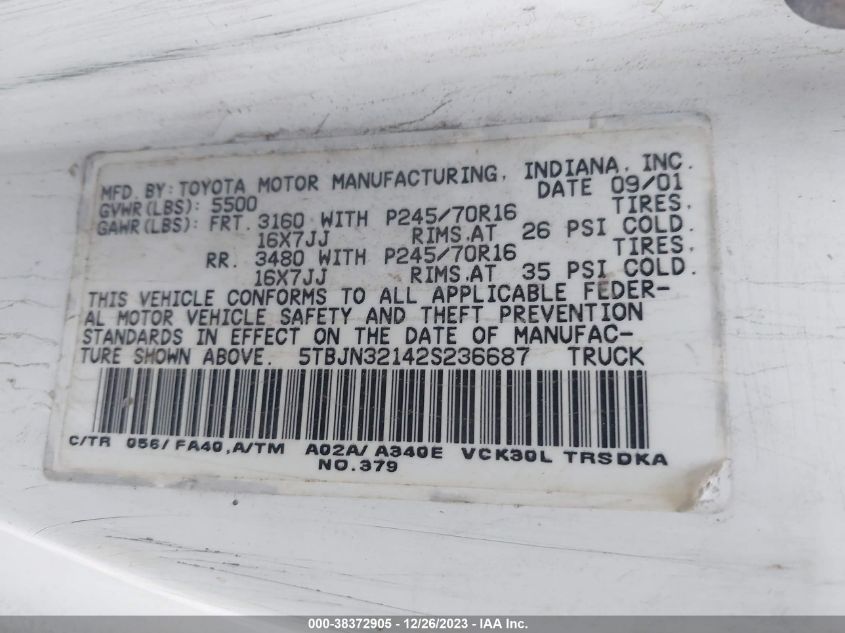 MFD. BY: TOYOTA MOTOR MANUFACTURING, INDIANA, INC.
GVWR(LBS): 5500 DATE 09/01
GAWR(LBS): FRT. 3160 WITH P245/70R16 TIRES,
16X7JJ RIMS,AT 26 PSI COLD.
RR. 3480 WITH P245/70R16 TIRES,
16X7JJ RIMS,AT 35 PSI COLD.
THIS VEHICLE CONFORMS TO ALL APPLICABLE FEDER-
AL MOTOR VEHICLE SAFETY AND THEFT PREVENTION
STANDARDS IN EFFECT ON THE DATE OF MANUFAC-
TURE SHOWN ABOVE. 5TBJN32142S236687 TRUCK
C/TR 056/FA40,A/TM A02A/A340E VCK30L TRSDKA
NO.379
000-38372905 - 12/26/2023 - IAA Inc.